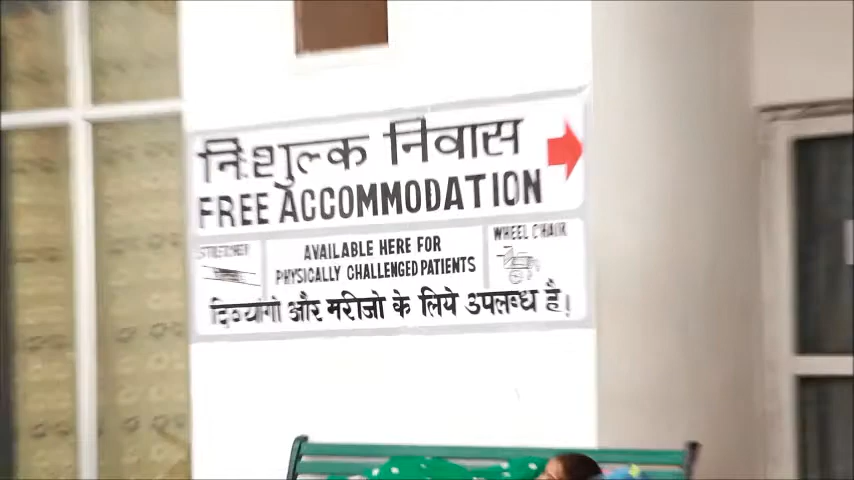 निःशुल्क निवास
FREE ACCOMMODATION
STRETCHER
AVAILABLE HERE FOR
PHYSICALLY CHALLENGED PATIENTS
WHEEL CHAIR
दिव्यांगो और मरीजो के लिये उपलब्ध है।